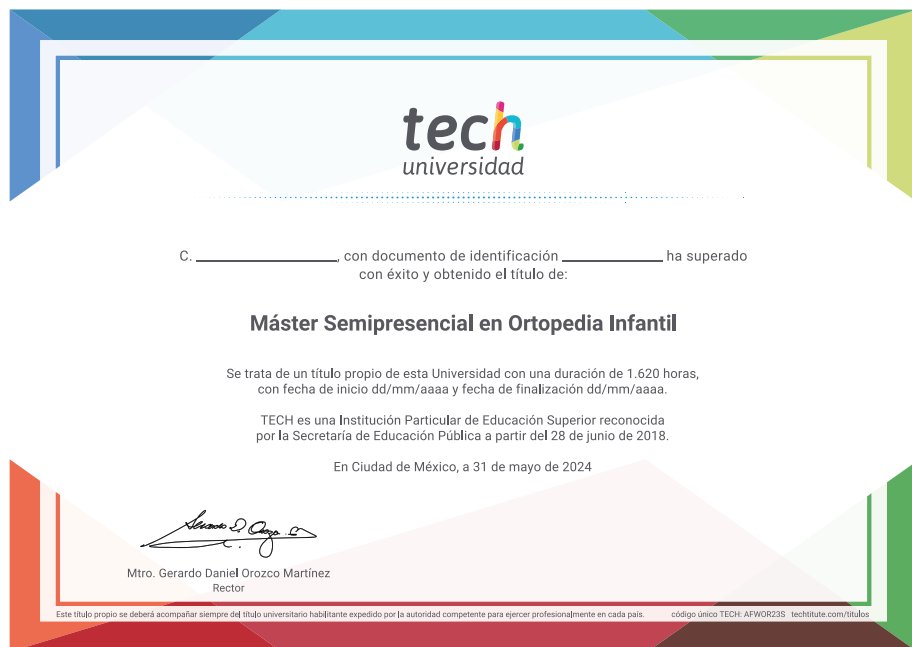 tech
universidad
C. ____________, con documento de identificación ____________ ha superado
con éxito y obtenido el título de:
Máster Semipresencial en Ortopedia Infantil
Se trata de un título propio de esta Universidad con una duración de 1.620 horas,
con fecha de inicio dd/mm/aaaa y fecha de finalización dd/mm/aaaa.
TECH es una Institución Particular de Educación Superior reconocida
por la Secretaría de Educación Pública a partir del 28 de junio de 2018.
En Ciudad de México, a 31 de mayo de 2024
Mtro. Gerardo Daniel Orozco Martínez
Rector
Este título propio se deberá acompañar siempre del título universitario habilitante expedido por la autoridad competente para ejercer profesionalmente en cada país. código único TECH: AFWOR23S techtitute.com/titulos